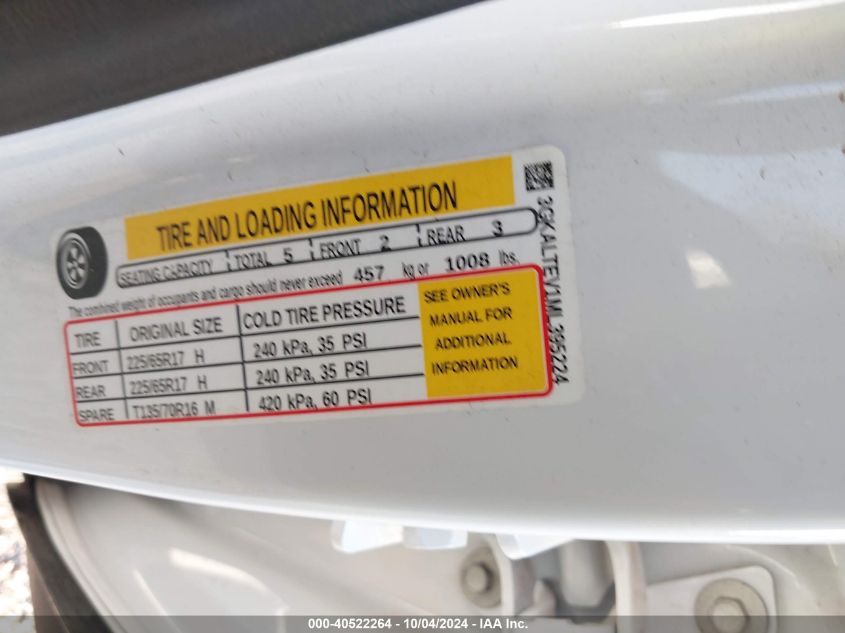 TIRE AND LOADING INFORMATION
SEATING CAPACITY TOTAL 5 FRONT 2 REAR 3
The combined weight of occupants and cargo should never exceed 457 kg or 1008 lbs.
TIRE ORIGINAL SIZE COLD TIRE PRESSURE
FRONT 225/65R17 H 240 kPa, 35 PSI
REAR 225/65R17 H 240 kPa, 35 PSI
SPARE T135/70R16 M 420 kPa, 60 PSI
SEE OWNER'S
MANUAL FOR
ADDITIONAL
INFORMATION
3GKALTEV1ML395224
000-40522264 - 10/04/2024 - IAA Inc.